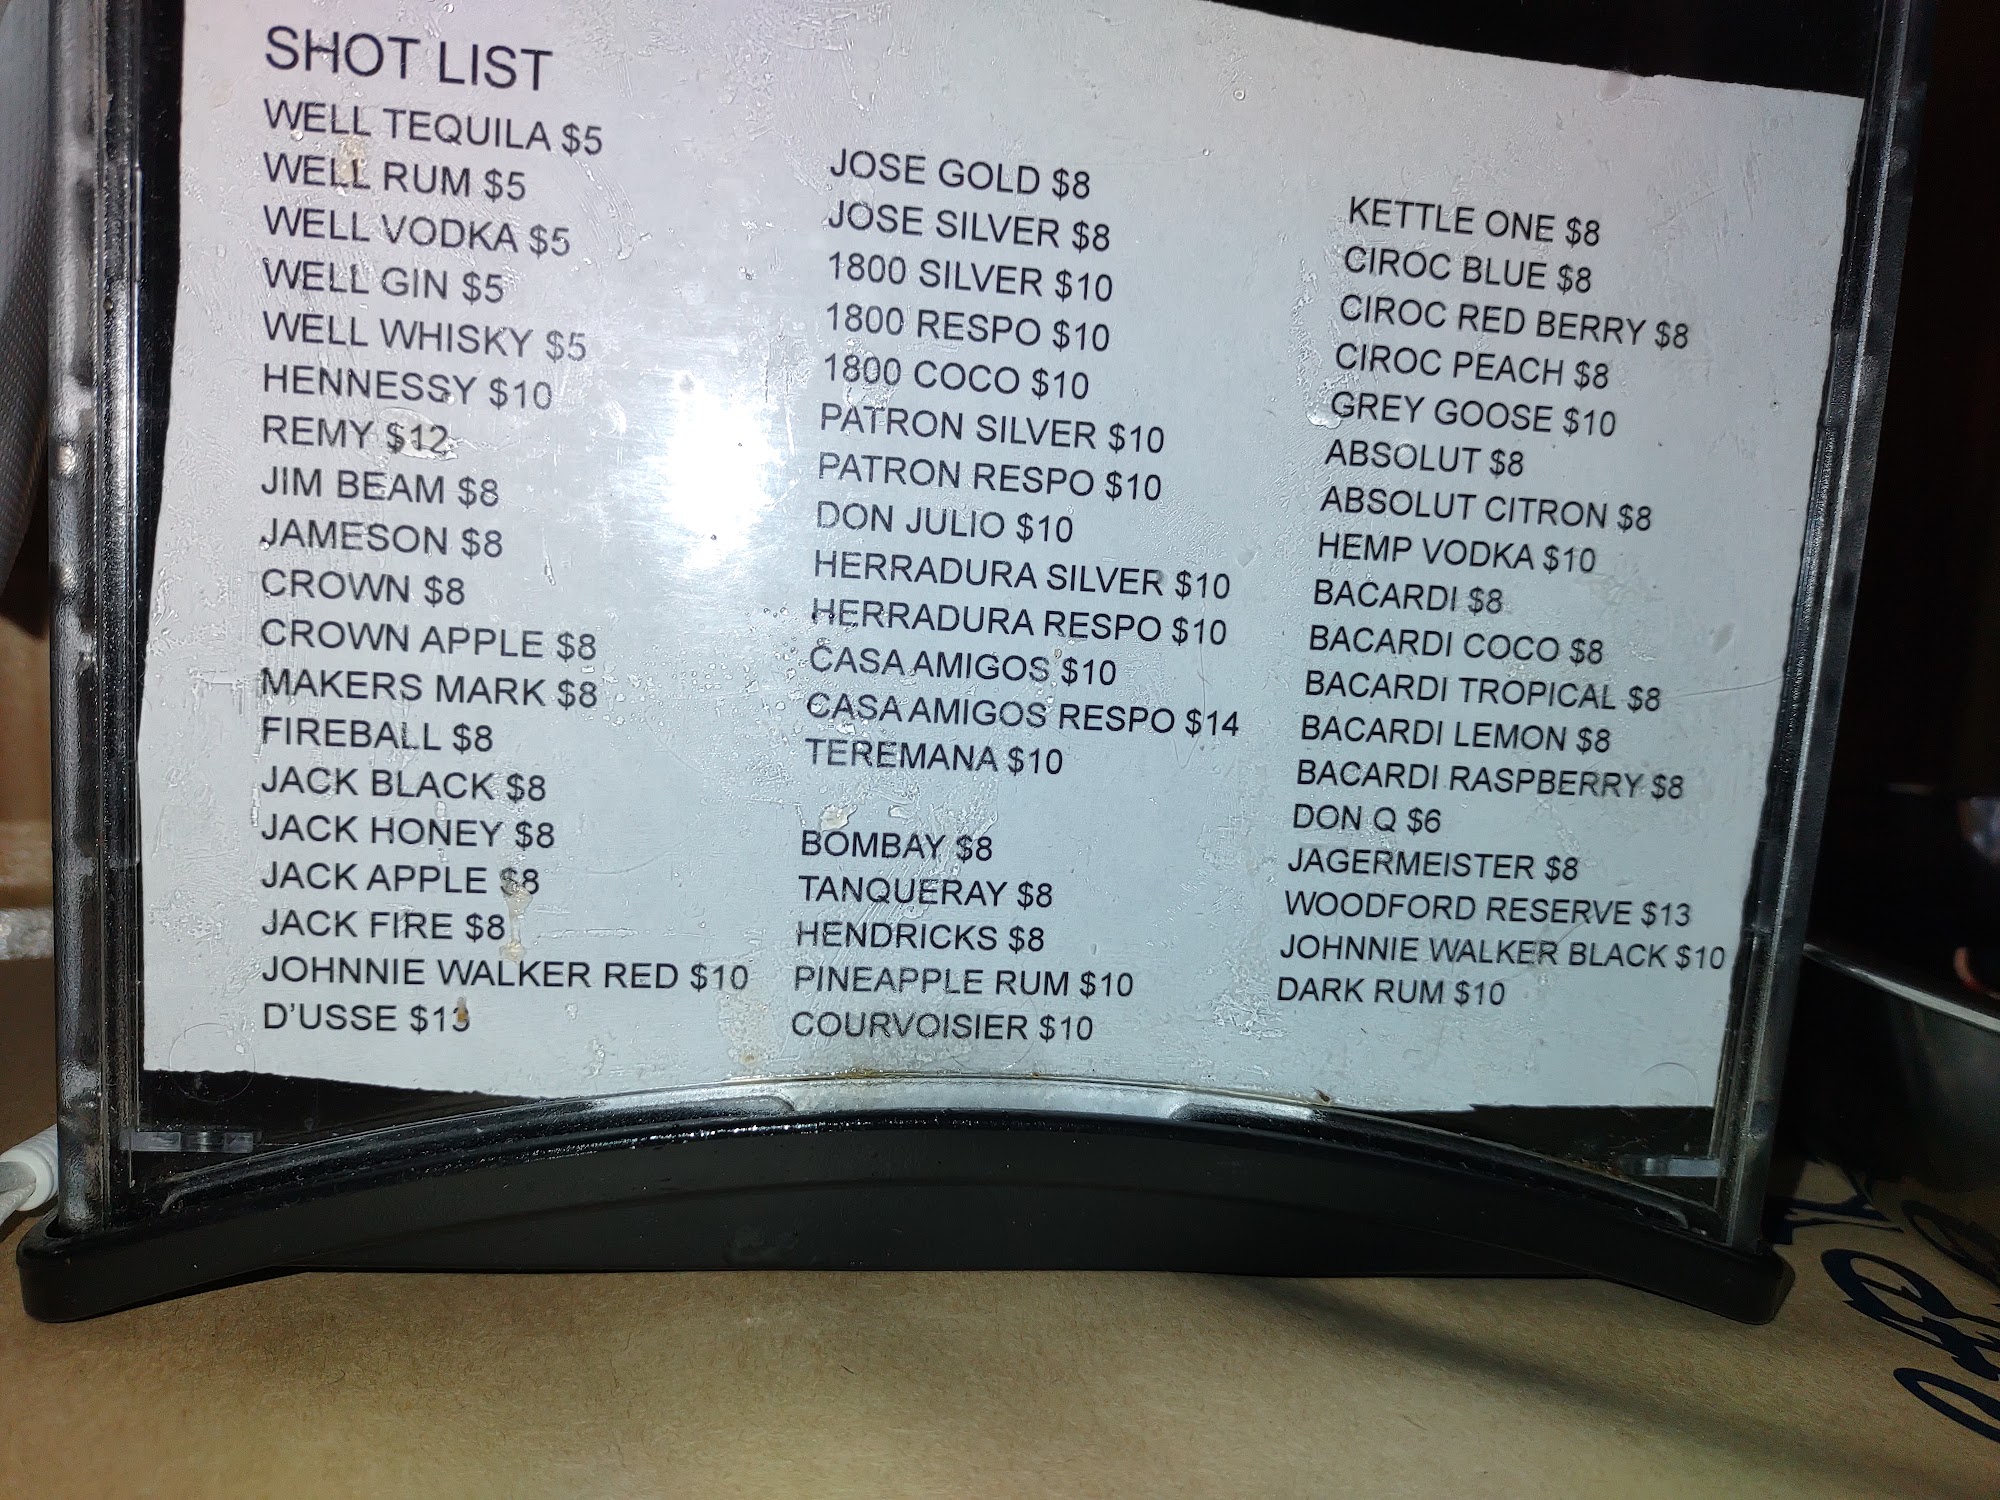 SHOT LIST
WELL TEQUILA $5
WELL RUM $5
WELL VODKA $5
WELL GIN $5
WELL WHISKY $5
HENNESSY $10
REMY $12
JIM BEAM $8
JAMESON $8
CROWN $8
CROWN APPLE $8
MAKERS MARK $8
FIREBALL $8
JACK BLACK $8
JACK HONEY $8
JACK APPLE $8
JACK FIRE $8
JOHNNIE WALKER RED $10
D'USSE $13
JOSE GOLD $8
JOSE SILVER $8
1800 SILVER $10
1800 RESPO $10
1800 COCO $10
PATRON SILVER $10
PATRON RESPO $10
DON JULIO $10
HERRADURA SILVER $10
HERRADURA RESPO $10
CASA AMIGOS $10
CASA AMIGOS RESPO $14
TEREMANA $10
BOMBAY $8
TANQUERAY $8
HENDRICKS $8
PINEAPPLE RUM $10
COURVOISIER $10
KETTLE ONE $8
CIROC BLUE $8
CIROC RED BERRY $8
CIROC PEACH $8
GREY GOOSE $10
ABSOLUT $8
ABSOLUT CITRON $8
HEMP VODKA $10
BACARDI $8
BACARDI COCO $8
BACARDI TROPICAL $8
BACARDI LEMON $8
BACARDI RASPBERRY $8
DON Q $6
JAGERMEISTER $8
WOODFORD RESERVE $13
JOHNNIE WALKER BLACK $10
DARK RUM $10